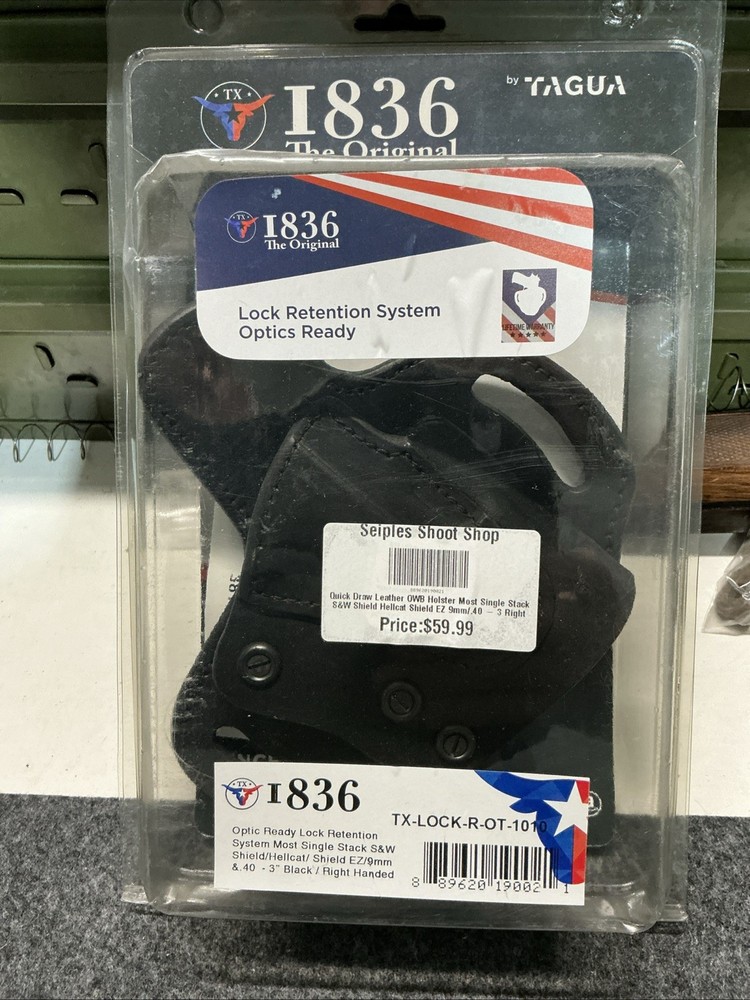 TX
1836
by TAGUA
The Original
TX
1836
The Original
Lock Retention System
Optics Ready
LIFETIME WARRANTY
Seiples Shoot Shop
889620190021
Quick Draw Leather OWB Holster Most Single Stack
S&W Shield Hellcat Shield EZ 9mm/.40 - 3 Right
Price:$59.99
TX
1836
TX-LOCK-R-OT-1010
Optic Ready Lock Retention
System Most Single Stack S&W
Shield/Hellcat/ Shield EZ/9mm
&.40 - 3" Black / Right Handed
8 89620 19002 1